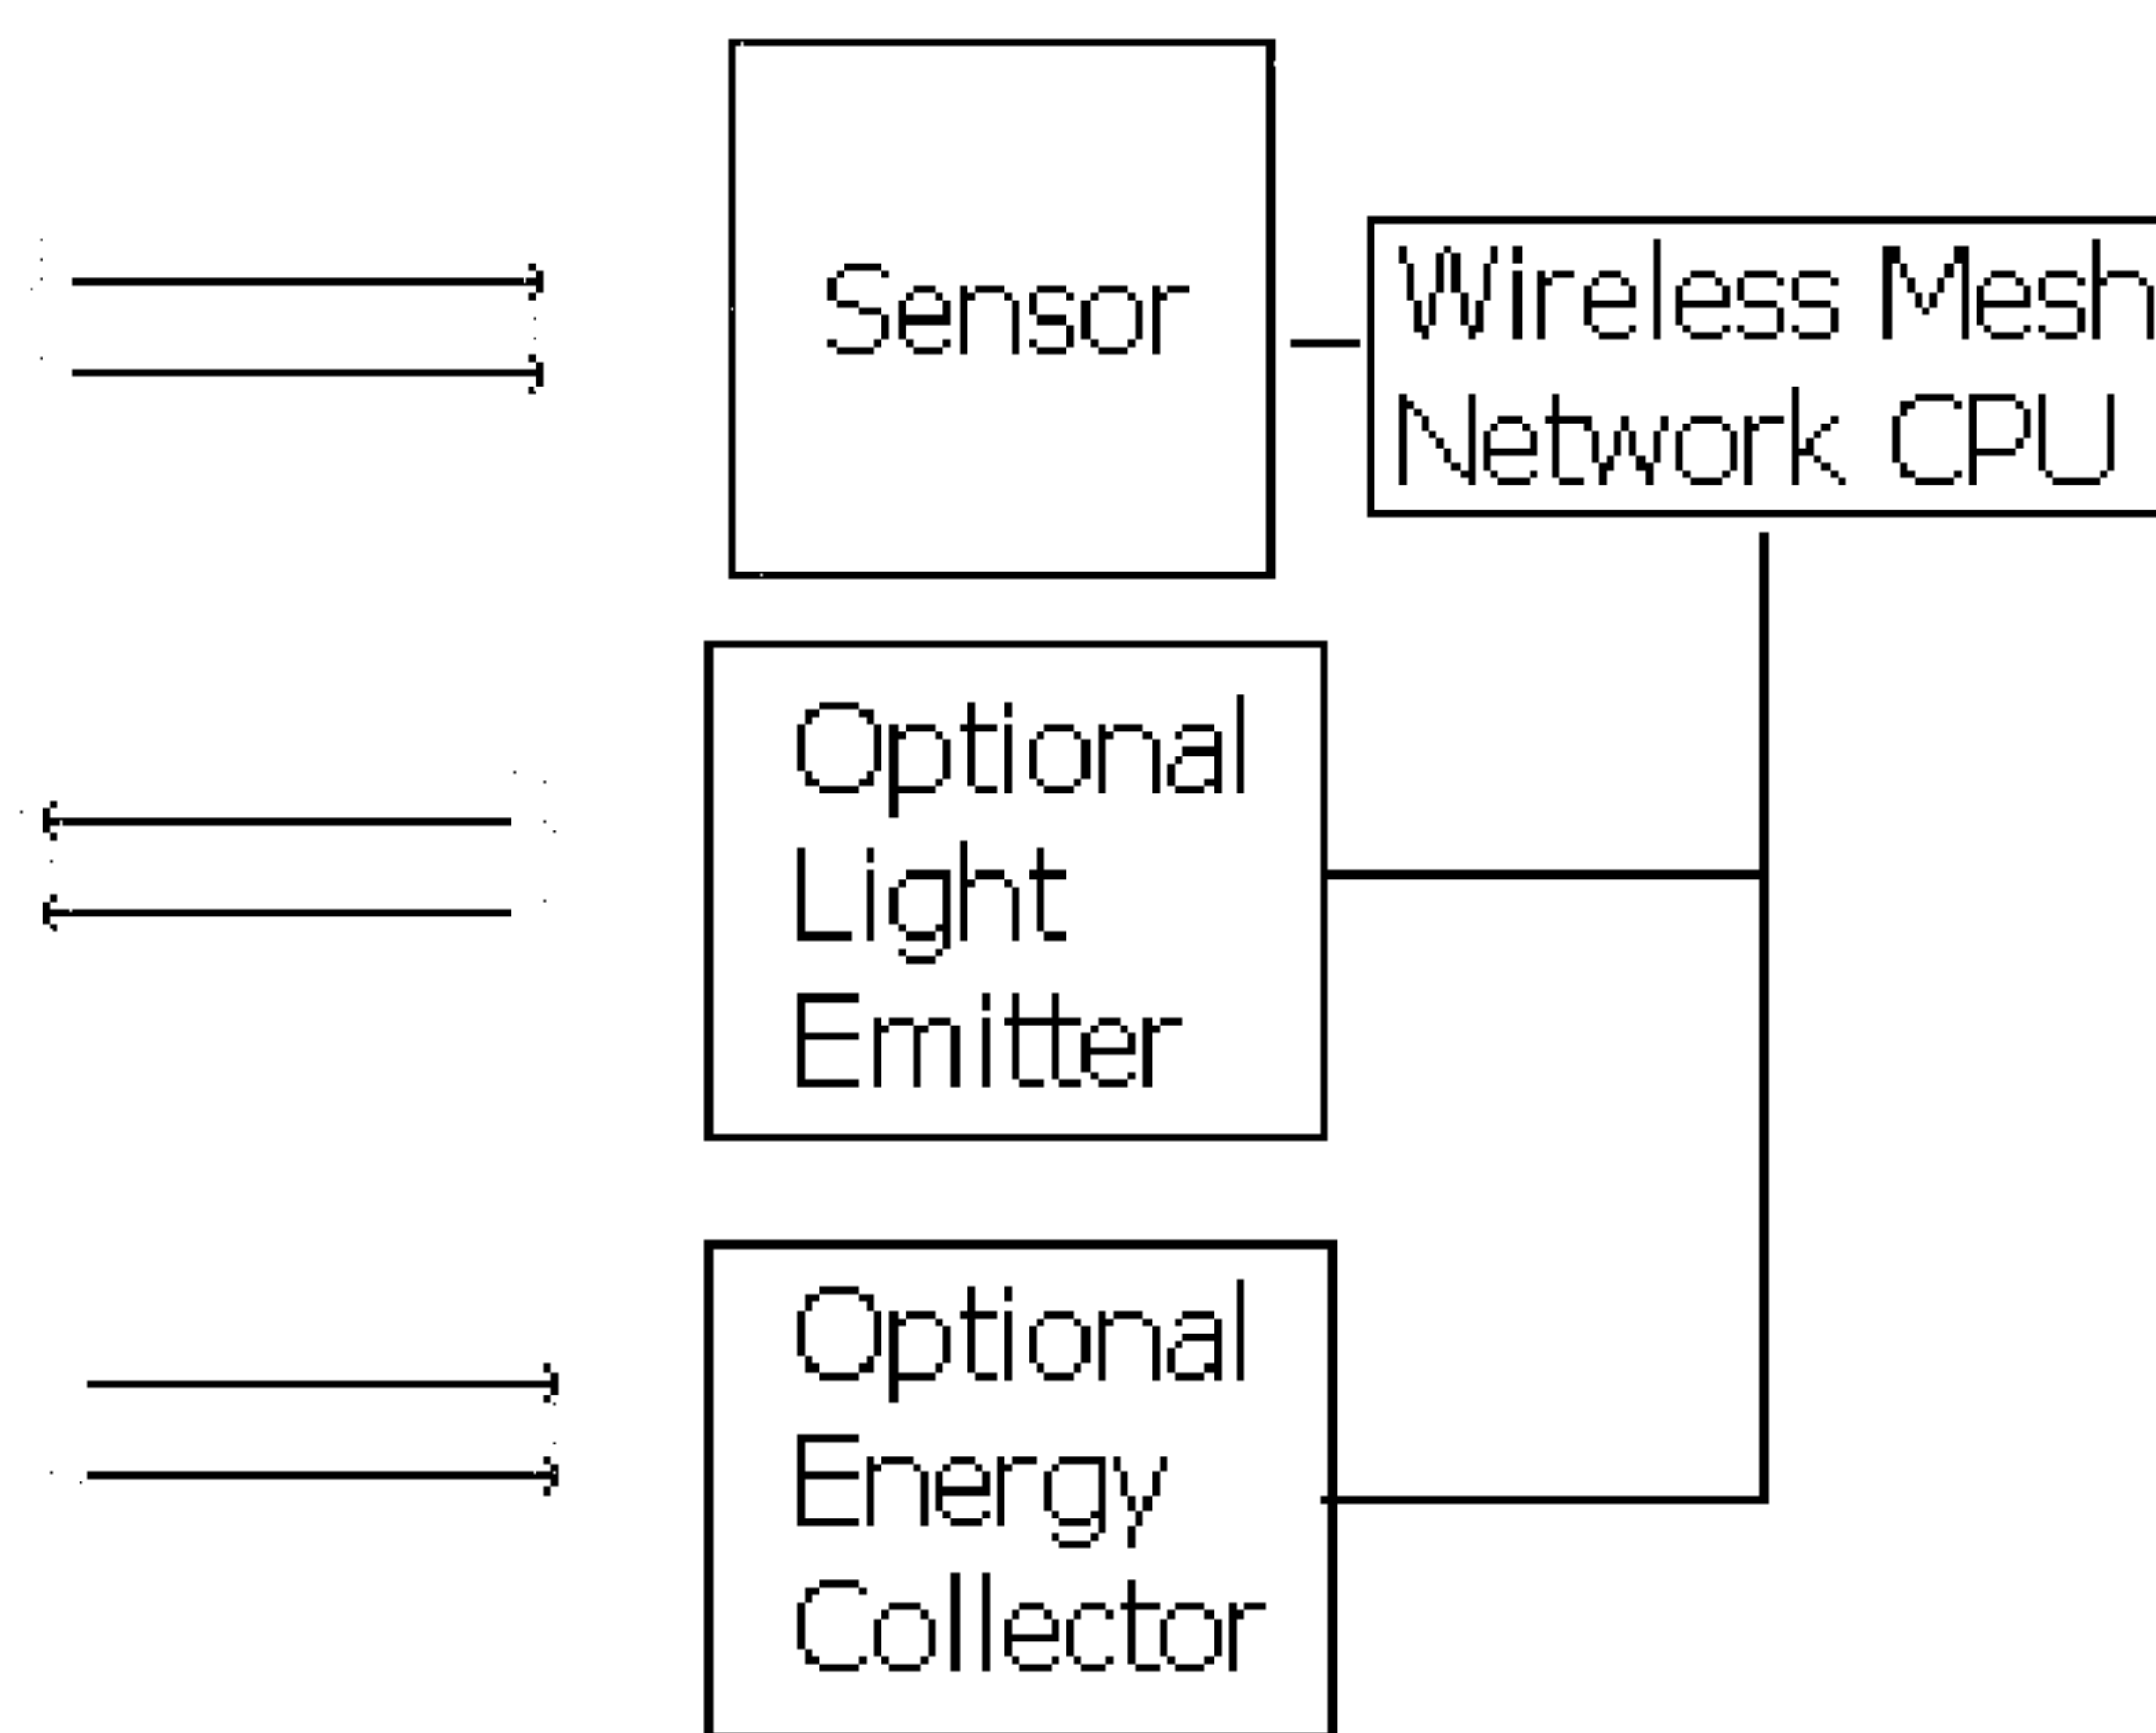 Sensor
Wireless Mesh
Network CPU
Optional
Light
Emitter
Optional
Energy
Collector